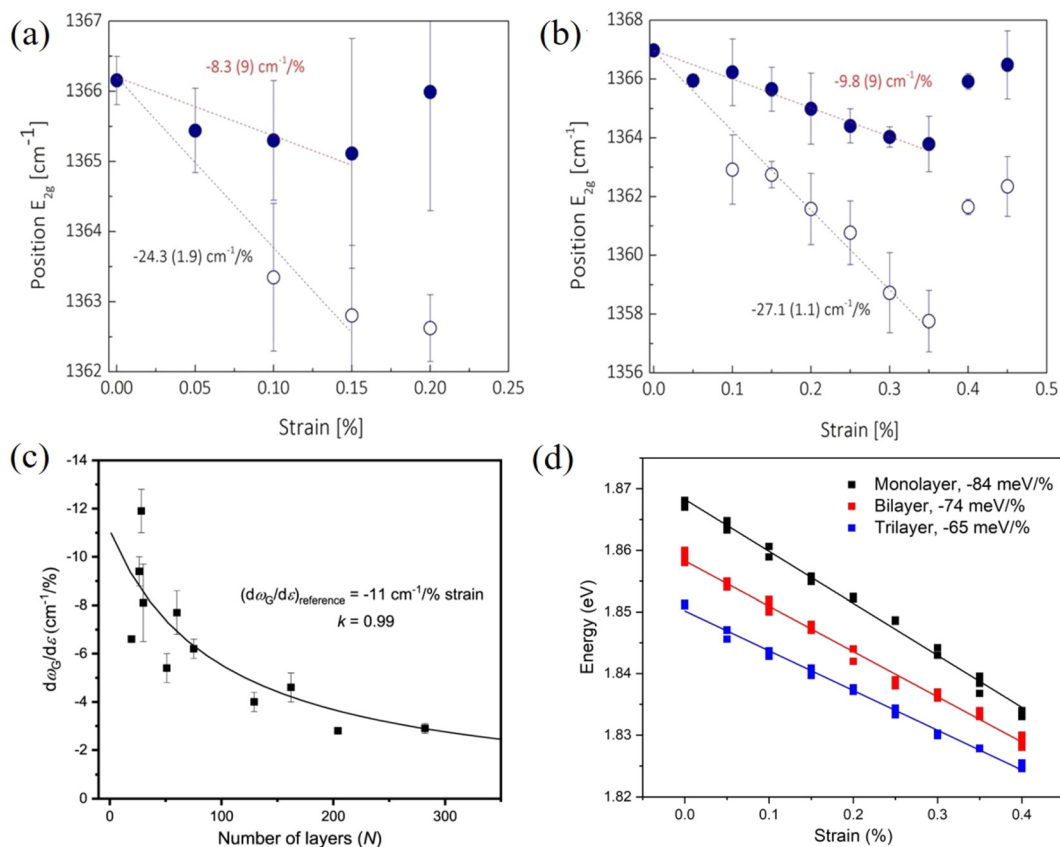 (a)
1367
1366
1365
1364
1363
1362
Position E2g [cm-1]
-8.3 (9) cm-1/%
-24.3 (1.9) cm-1/%
0.00 0.05 0.10 0.15 0.20 0.25
Strain [%]
(b)
1368
1366
1364
1362
1360
1358
1356
Position E2g [cm-1]
-9.8 (9) cm-1/%
-27.1 (1.1) cm-1/%
0.0 0.1 0.2 0.3 0.4 0.5
Strain [%]
(c)
-14
-12
-10
-8
-6
-4
-2
0
dωG/dε (cm-1/%)
(dωG/dε)reference = -11 cm-1/% strain
k = 0.99
0 50 100 150 200 250 300
Number of layers (N)
(d)
1.87
1.86
1.85
1.84
1.83
1.82
Energy (eV)
Monolayer, -84 meV/%
Bilayer, -74 meV/%
Trilayer, -65 meV/%
0.0 0.1 0.2 0.3 0.4
Strain (%)